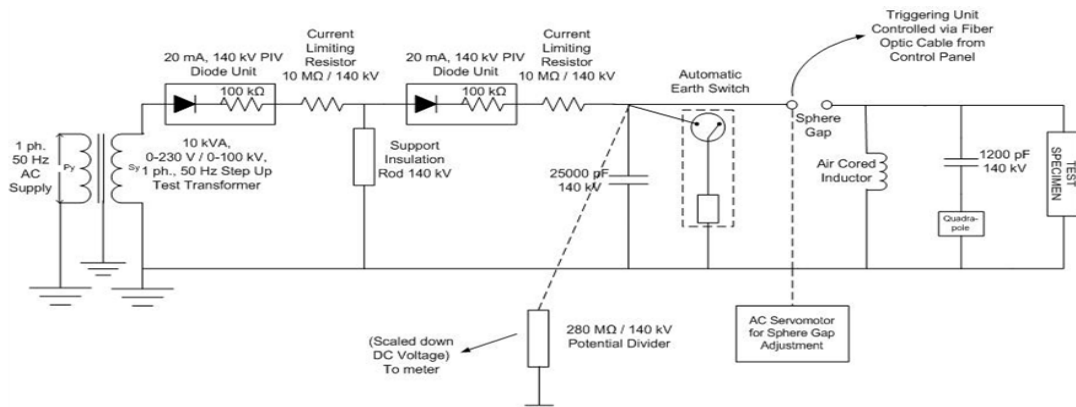 Triggering Unit
Controlled via Fiber
Optic Cable from
Control Panel
Current
Limiting
Resistor
10 MΩ / 140 kV
Current
Limiting
Resistor
10 MΩ / 140 kV
20 mA, 140 kV PIV
Diode Unit
100 kΩ
20 mA, 140 kV PIV
Diode Unit
100 kΩ
Automatic
Earth Switch
Sphere
Gap
1 ph.
50 Hz
AC
Supply
Py
Sy
10 kVA,
0-230 V / 0-100 kV,
1 ph., 50 Hz Step Up
Test Transformer
Support
Insulation
Rod 140 kV
25000 pF
140 kV
Air Cored
Inductor
1200 pF
140 kV
Quadra-
pole
TEST
SPECIMEN
(Scaled down
DC Voltage)
To meter
280 MΩ / 140 kV
Potential Divider
AC Servomotor
for Sphere Gap
Adjustment